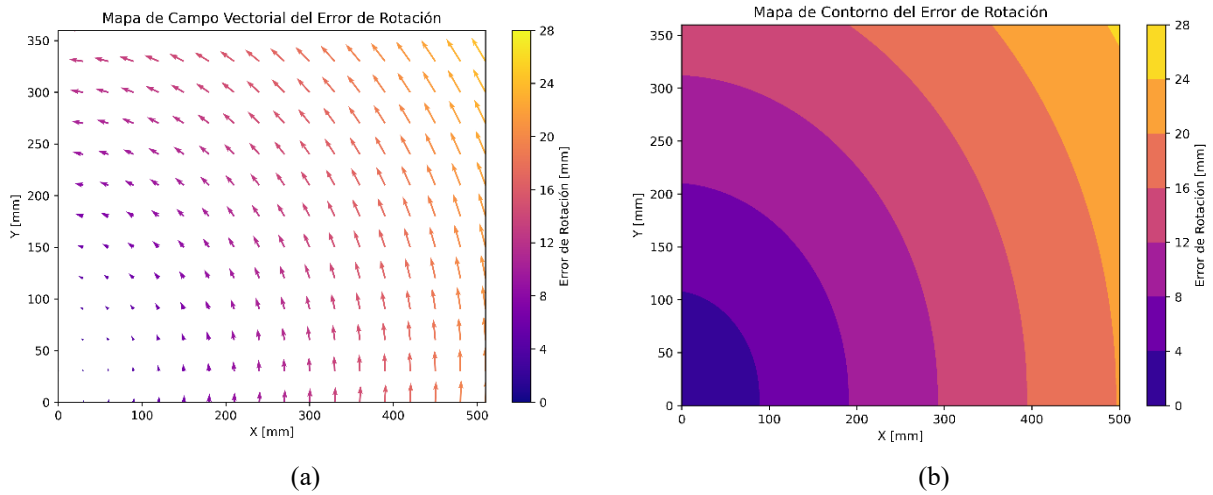 Mapa de Campo Vectorial del Error de Rotación
350
300
250
200
150
100
50
0
Y [mm]
0 100 200 300 400 500
X [mm]
28
24
20
16
12
8
4
0
Error de Rotación [mm]
(a)
Mapa de Contorno del Error de Rotación
350
300
250
200
150
100
50
0
Y [mm]
0 100 200 300 400 500
X [mm]
28
24
20
16
12
8
4
0
Error de Rotación [mm]
(b)